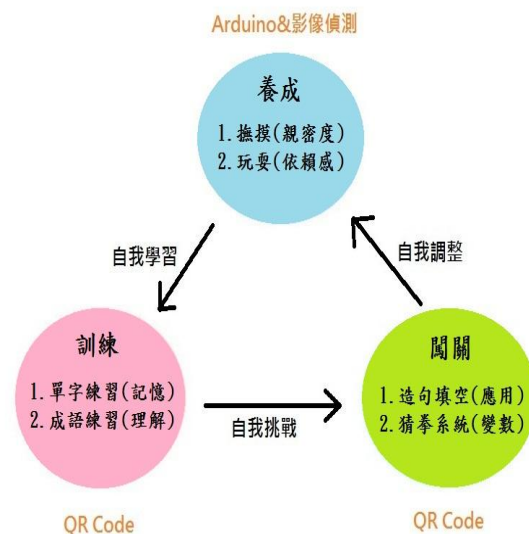 Arduino&影像偵測
養成
1.撫摸(親密度)
2.玩耍(依賴感)
自我學習
自我調整
訓練
1.單字練習(記憶)
2.成語練習(理解)
自我挑戰
闖關
1.造句填空(應用)
2.猜拳系統(變數)
QR Code
QR Code